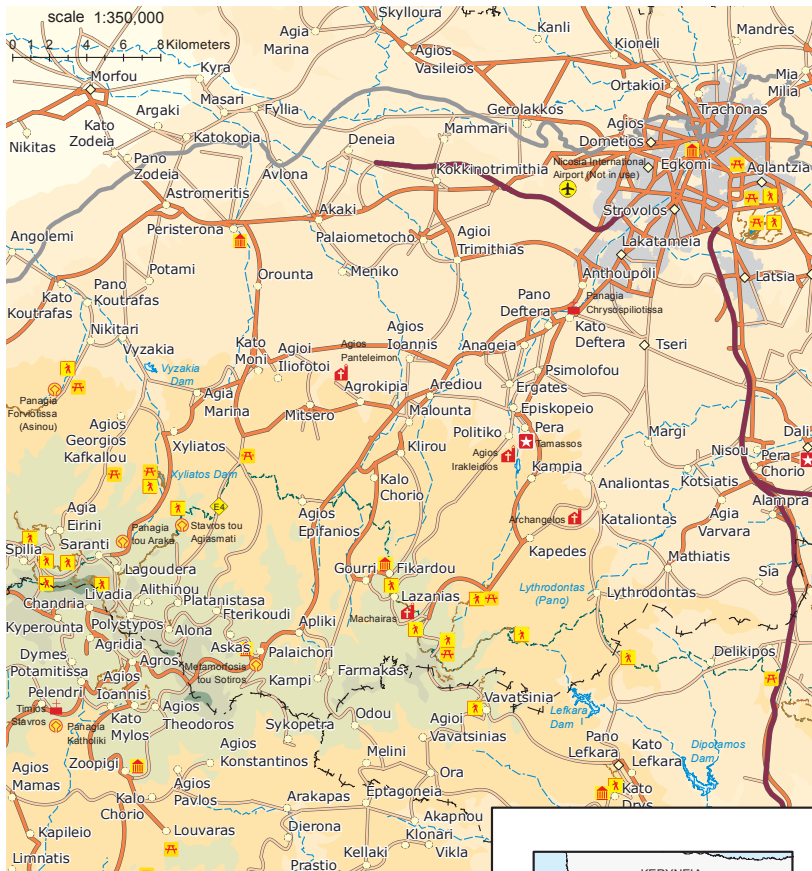 scale 1:350,000
0 2 4 6 8 Kilometers
Skylloura
Agia
Marina
Kanli
Mandres
Agios
Vasileios
Kioneli
Morfou
Kyra
Mia
Milia
Masari
Fyllia
Ortakioi
Trachonas
Argaki
Gerolakkos
Nikitas
Kato
Zodeia
Katokopia
Deneia
Mammari
Agios
Dometios
Pano
Zodeia
Avlona
Kokkinotrimithia
Nicosia International
Airport (Not in use)
Egkomi
Aglantzia
Astromeritis
Akaki
Strovolos
Peristerona
Palaiometocho
Agioi
Trimithias
Lakatameia
Angolemi
Potami
Orounta
Meniko
Anthoupoli
Latsia
Kato
Koutrafas
Pano
Koutrafas
Pano
Deftera
Panagia
Chrysospiliotissa
Nikitari
Vyzakia
Kato
Moni
Agioi
Iliofotoi
Agios
Panteleimon
Agios
Ioannis
Anageia
Kato
Deftera
Tseri
Vyzakia
Dam
Psimolofou
Panagia
Forviotissa
(Asinou)
Agia
Marina
Agrokipia
Arediou
Ergates
Mitsero
Malounta
Episkopeio
Agios
Georgios
Kafkallou
Xyliatos
Klirou
Politiko
Pera
Tamassos
Margi
Dali
Agios
Irakleidios
Nisou
Pera
Chorio
Xyliatos Dam
Kalo
Chorio
Kampia
Analiontas
Kotsiatis
Alampra
E4
Agia
Eirini
Agios
Epifanios
Archangelos
Kataliontas
Agia
Varvara
Panagia
tou Araka
Stavros tou
Agiasmati
Spilia
Saranti
Kapedes
Mathiatis
Lagoudera
Gourri
Fikardou
Sia
Livadia
Alithinou
Chandria
Platanistasa
Lazanias
Lythrodontas
(Pano)
Lythrodontas
Fterikoudi
Machairas
Kyperounta
Polystypos
Alona
Apliki
Agridia
Askas
Dymes
Agros
Palaichori
Delikipos
Potamitissa
Metamorfosis
tou Sotiros
Farmakas
Agios
Ioannis
Kampi
Pelendri
Timios
Stavros
Vavatsinia
Lefkara
Dam
Panagia
Katholiki
Kato
Mylos
Agios
Theodoros
Sykopetra
Odou
Agioi
Vavatsinias
Pano
Lefkara
Kato
Lefkara
Dipotamos
Dam
Zoopigi
Agios
Konstantinos
Melini
Agios
Mamas
Ora
Kalo
Chorio
Agios
Pavlos
Arakapas
Eptagoneia
Kato
Drys
Kapileio
Louvaras
Dierona
Akapnou
Klonari
Limnatis
Prastio
Kellaki
Vikla